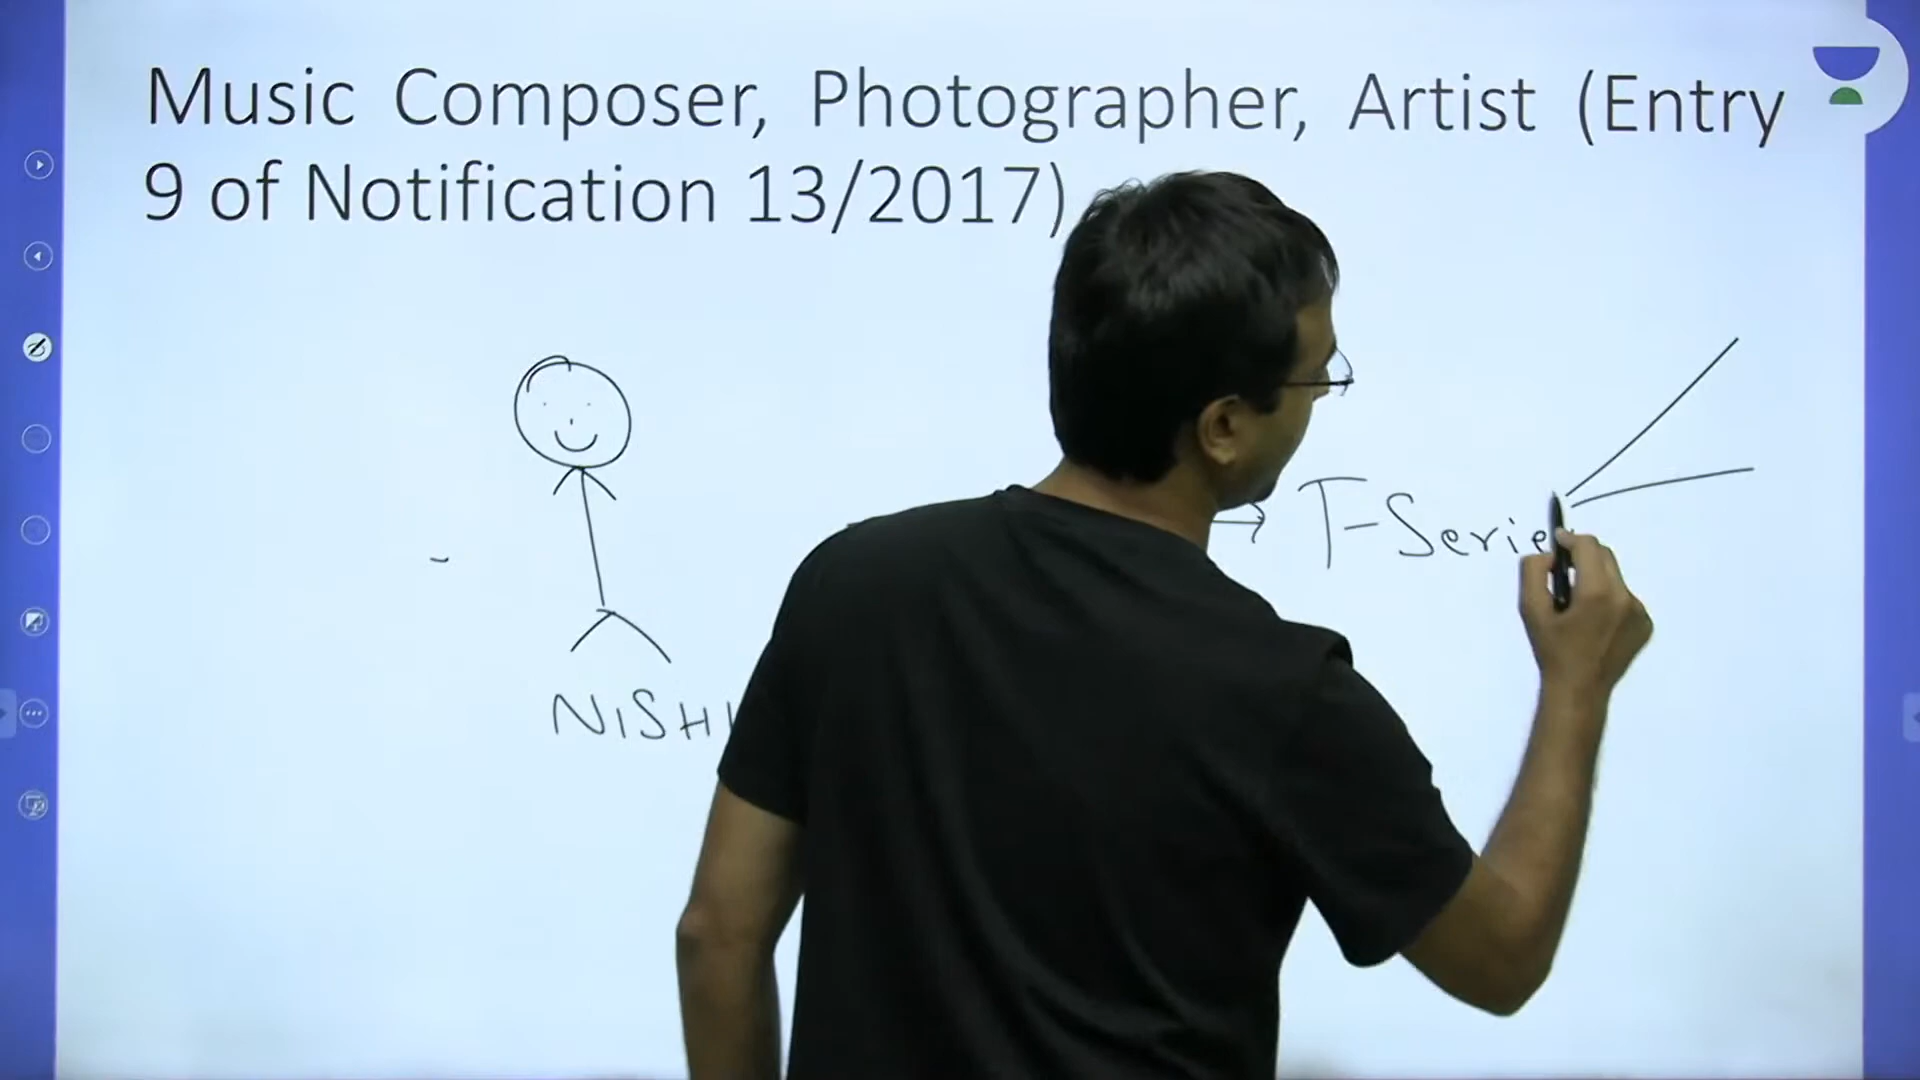 Music Composer, Photographer, Artist (Entry
9 of Notification 13/2017)
T-Serie
NISH